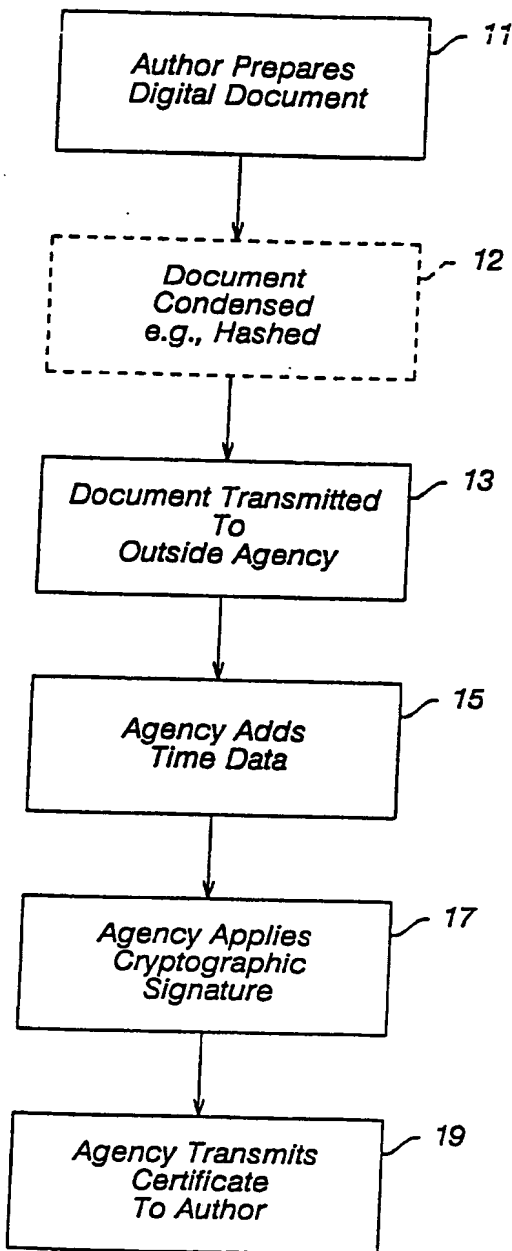 11
Author Prepares
Digital Document
12
Document
Condensed
e.g., Hashed
13
Document Transmitted
To
Outside Agency
15
Agency Adds
Time Data
17
Agency Applies
Cryptographic
Signature
19
Agency Transmits
Certificate
To Author